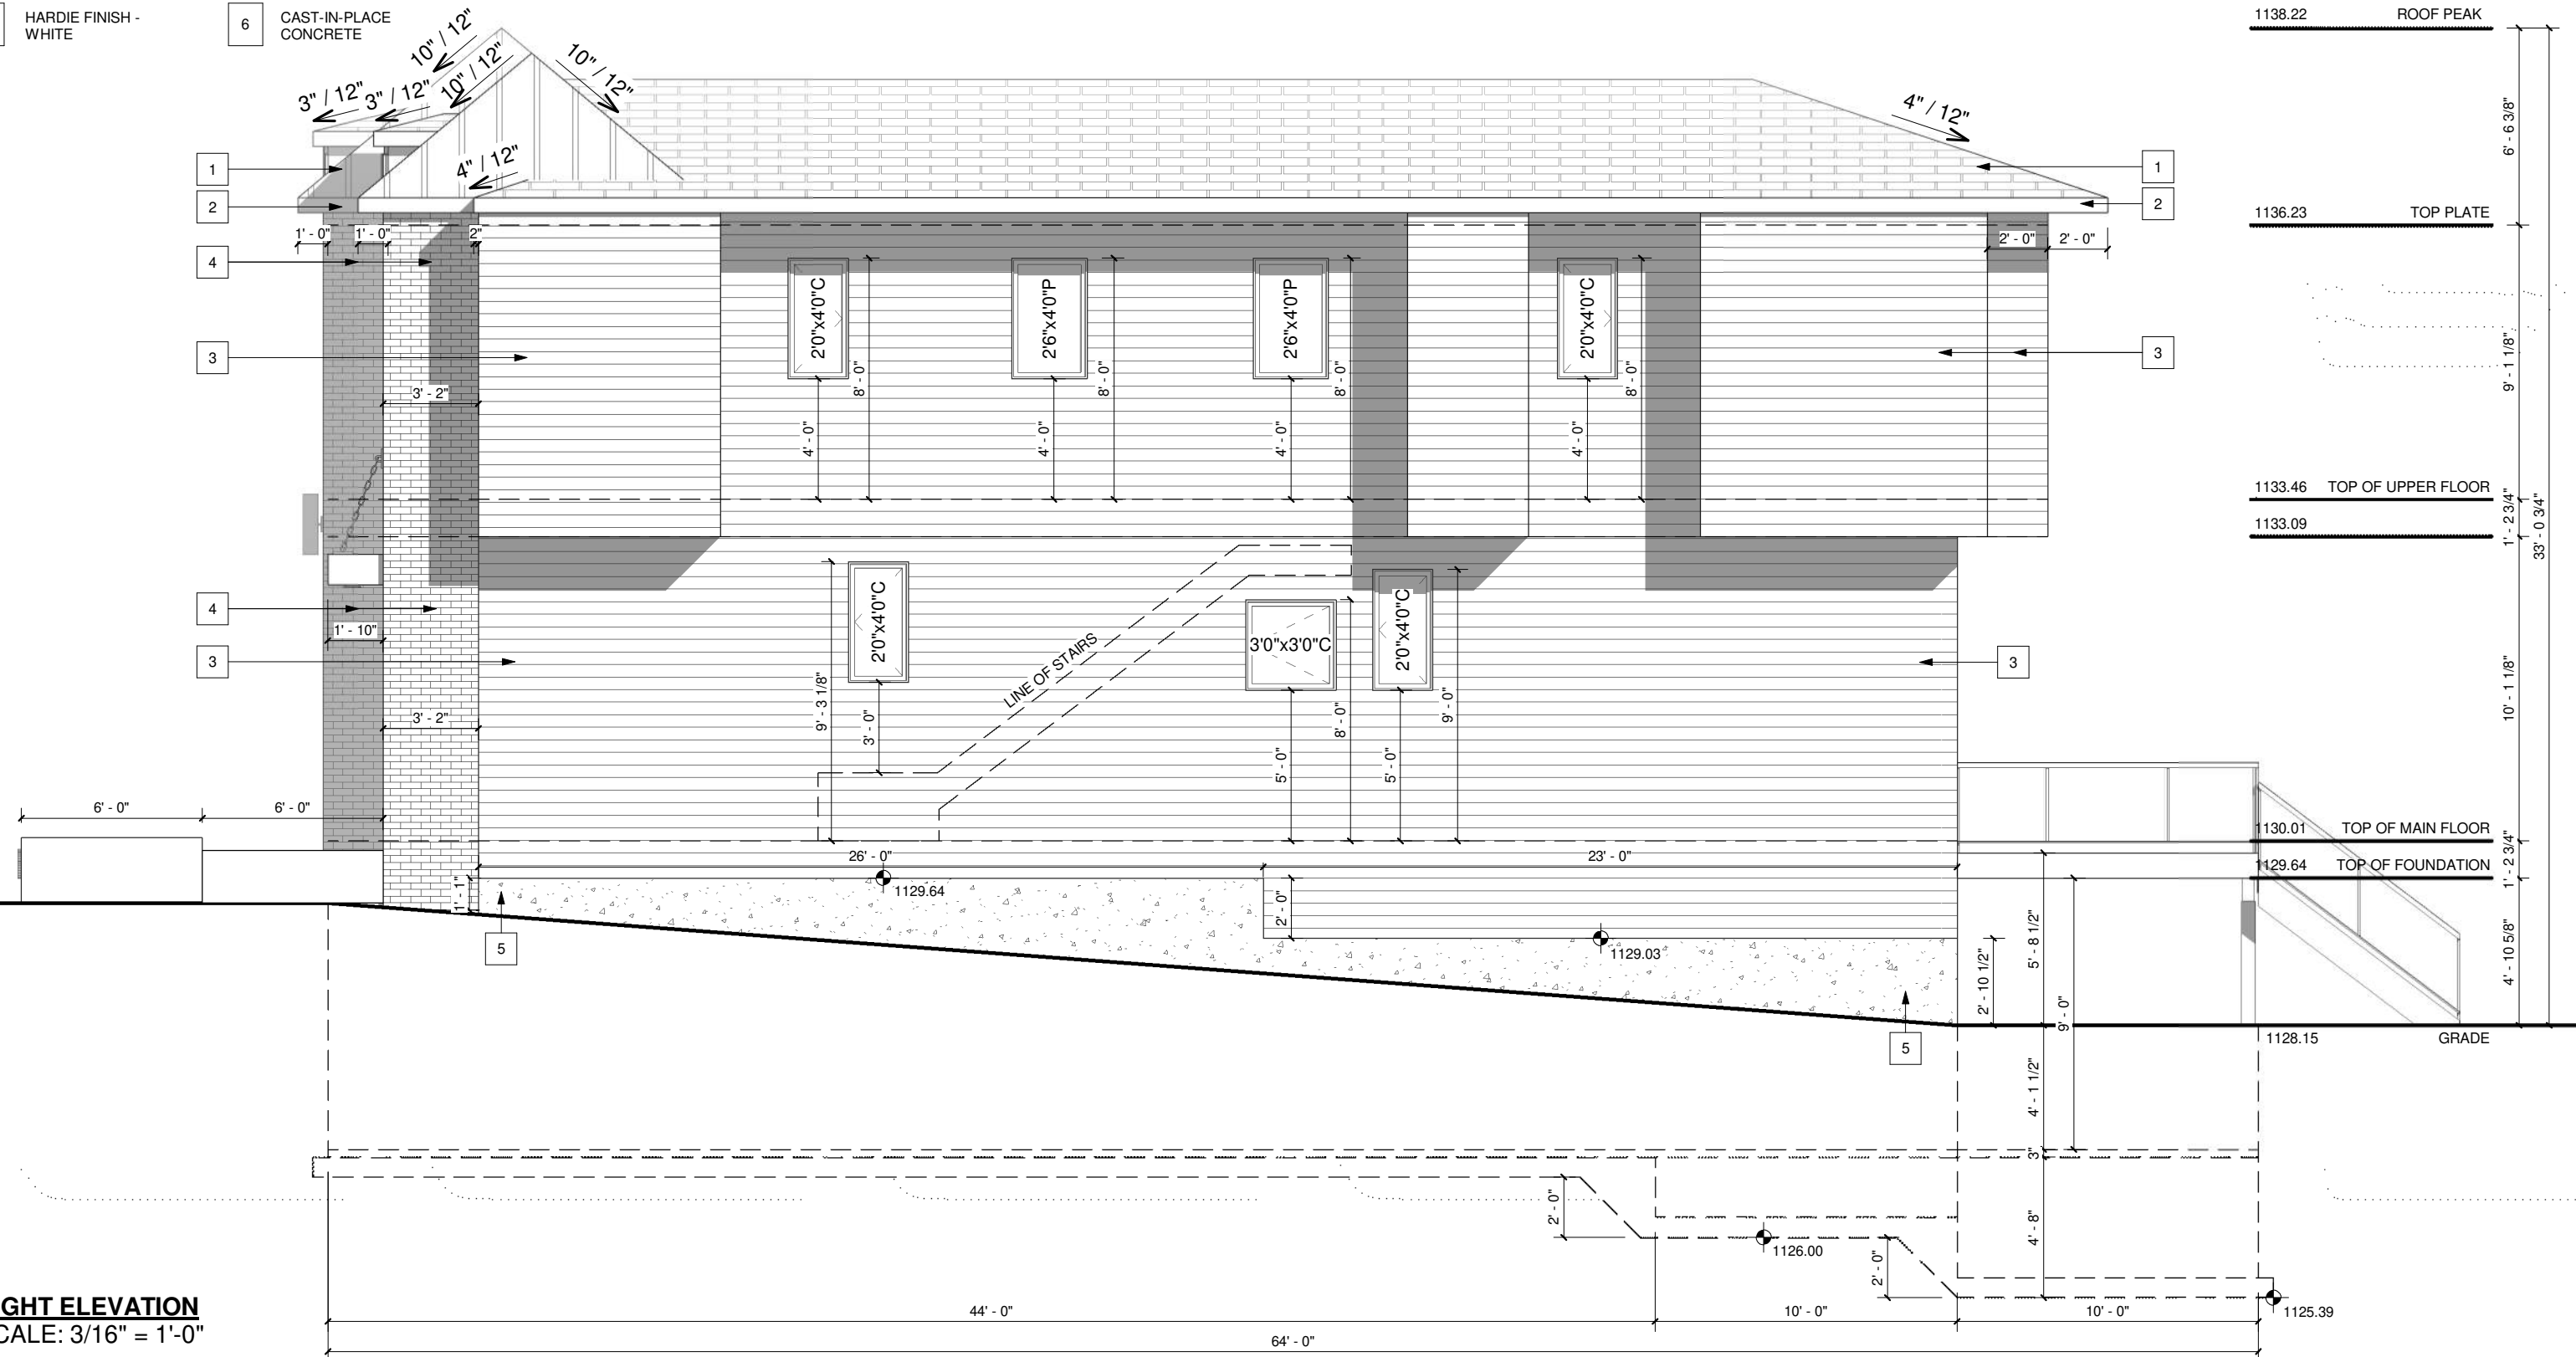 HARDIE FINISH -
WHITE
6
CAST-IN-PLACE
CONCRETE
10" / 12"
10" / 12"
10" / 12"
3" / 12"
3" / 12"
4" / 12"
4" / 12"
1138.22 ROOF PEAK
6' - 6 3/8"
1
2
1
2
1136.23 TOP PLATE
1' - 0"
1' - 0"
2"
2' - 0"
2' - 0"
4
3
3
2'0"x4'0"C
2'6"x4'0"P
2'6"x4'0"P
2'0"x4'0"C
8' - 0"
8' - 0"
8' - 0"
8' - 0"
4' - 0"
4' - 0"
4' - 0"
4' - 0"
9' - 1 1/8"
3' - 2"
1133.46 TOP OF UPPER FLOOR
1133.09
1' - 2 3/4"
33' - 0 3/4"
4
1' - 10"
3
3
2'0"x4'0"C
3'0"x3'0"C
2'0"x4'0"C
LINE OF STAIRS
9' - 3 1/8"
3' - 0"
5' - 0"
8' - 0"
5' - 0"
9' - 0"
10' - 1 1/8"
3' - 2"
6' - 0"
6' - 0"
1130.01 TOP OF MAIN FLOOR
1129.64 TOP OF FOUNDATION
1' - 2 3/4"
26' - 0"
23' - 0"
1129.64
1' - 1"
2' - 0"
5
1129.03
2' - 10 1/2"
5' - 8 1/2"
9' - 0"
4' - 10 5/8"
5
1128.15 GRADE
4' - 1 1/2"
3"
2' - 0"
4' - 8"
1126.00
2' - 0"
1125.39
44' - 0"
10' - 0"
10' - 0"
64' - 0"
GHT ELEVATION
CALE: 3/16" = 1'-0"